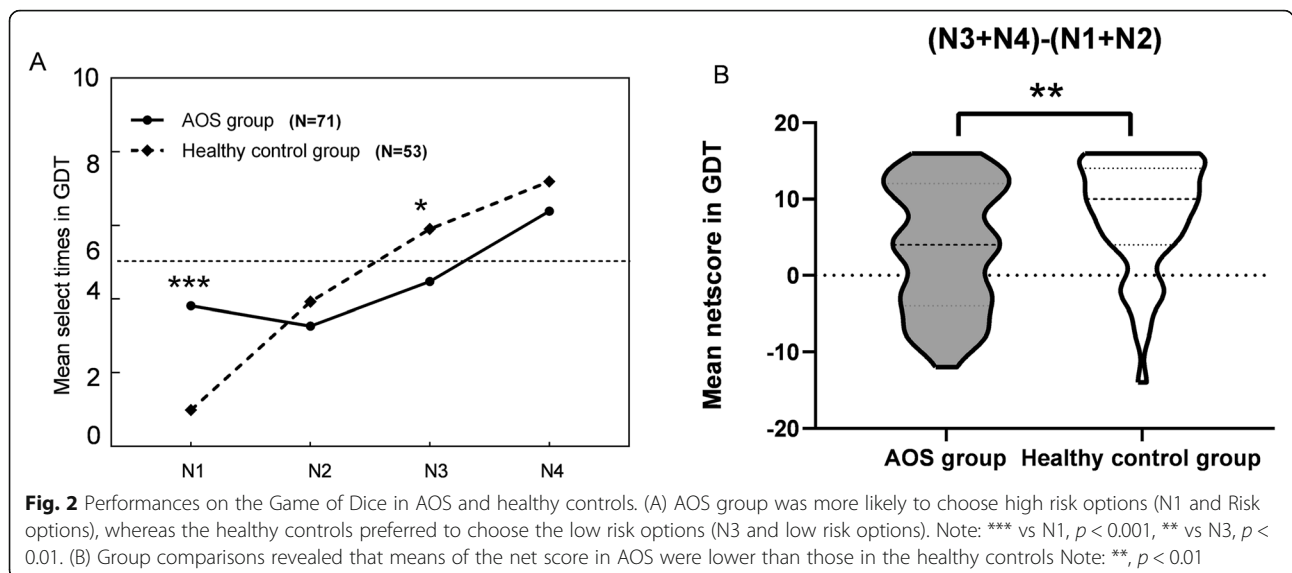 A
10
8
6
4
2
0
Mean select times in GDT
AOS group (N=71)
Healthy control group (N=53)
***
*
N1 N2 N3 N4
(N3+N4)-(N1+N2)
B
**
20
10
0
-10
-20
Mean netscore in GDT
AOS group Healthy control group
Fig. 2 Performances on the Game of Dice in AOS and healthy controls. (A) AOS group was more likely to choose high risk options (N1 and Risk
options), whereas the healthy controls preferred to choose the low risk options (N3 and low risk options). Note: *** vs N1, p < 0.001, ** vs N3, p <
0.01. (B) Group comparisons revealed that means of the net score in AOS were lower than those in the healthy controls Note: **, p < 0.01